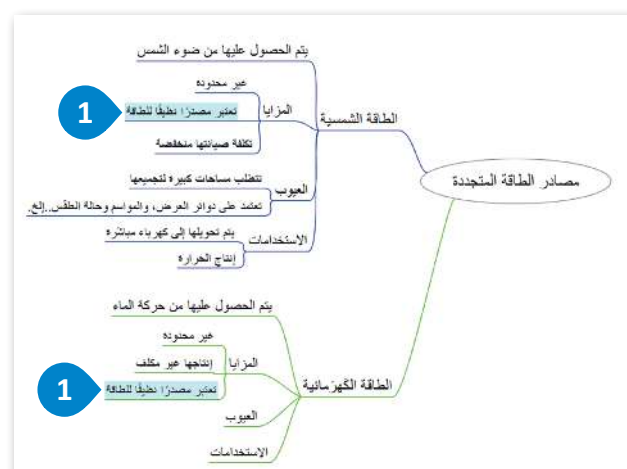 مصادر الطاقة المتجددة
الطاقة الشمسية
يتم الحصول عليها من ضوء الشمس
المزايا
غير محدودة
1
تعتبر مصدرًا نظيفًا للطاقة
تكلفة صيانتها منخفضة
العيوب
تتطلب مساحات كبيرة لتجميعها
تعتمد على دوائر العرض، والمواسم وحالة الطقس..إلخ.
الاستخدامات
يتم تحويلها إلى كهرباء مباشرة
إنتاج الحرارة
الطاقة الكَهْرَمائية
يتم الحصول عليها من حركة الماء
المزايا
غير محدودة
إنتاجها غير مكلف
1
تعتبر مصدرًا نظيفًا للطاقة
العيوب
الاستخدامات